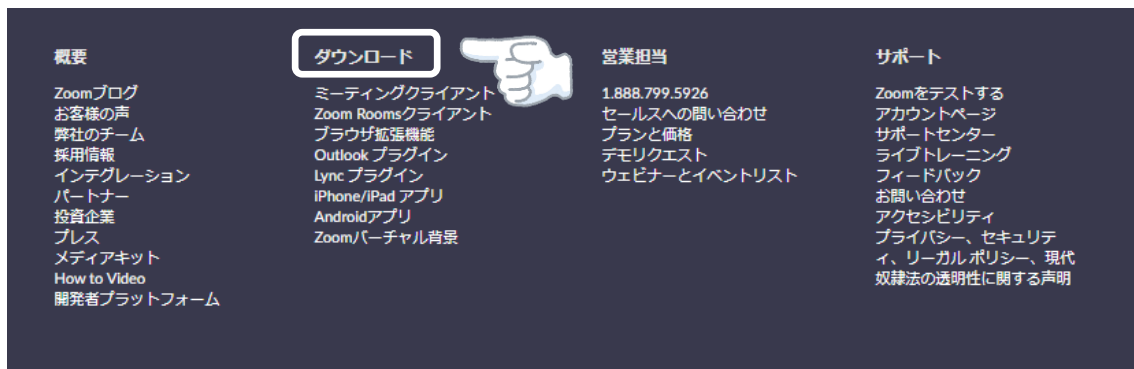 概要
Zoomブログ
お客様の声
弊社のチーム
採用情報
インテグレーション
パートナー
投資企業
プレス
メディアキット
How to Video
開発者プラットフォーム
ダウンロード
ミーティングクライアント
Zoom Roomsクライアント
ブラウザ拡張機能
Outlook プラグイン
Lync プラグイン
iPhone/iPad アプリ
Androidアプリ
Zoomバーチャル背景
営業担当
1.888.799.5926
セールスへの問い合わせ
プランと価格
デモリクエスト
ウェビナーとイベントリスト
サポート
Zoomをテストする
アカウントページ
サポートセンター
ライブトレーニング
フィードバック
お問い合わせ
アクセシビリティ
プライバシー、セキュリテ
ィ、リーガル ポリシー、現代
奴隷法の透明性に関する声明